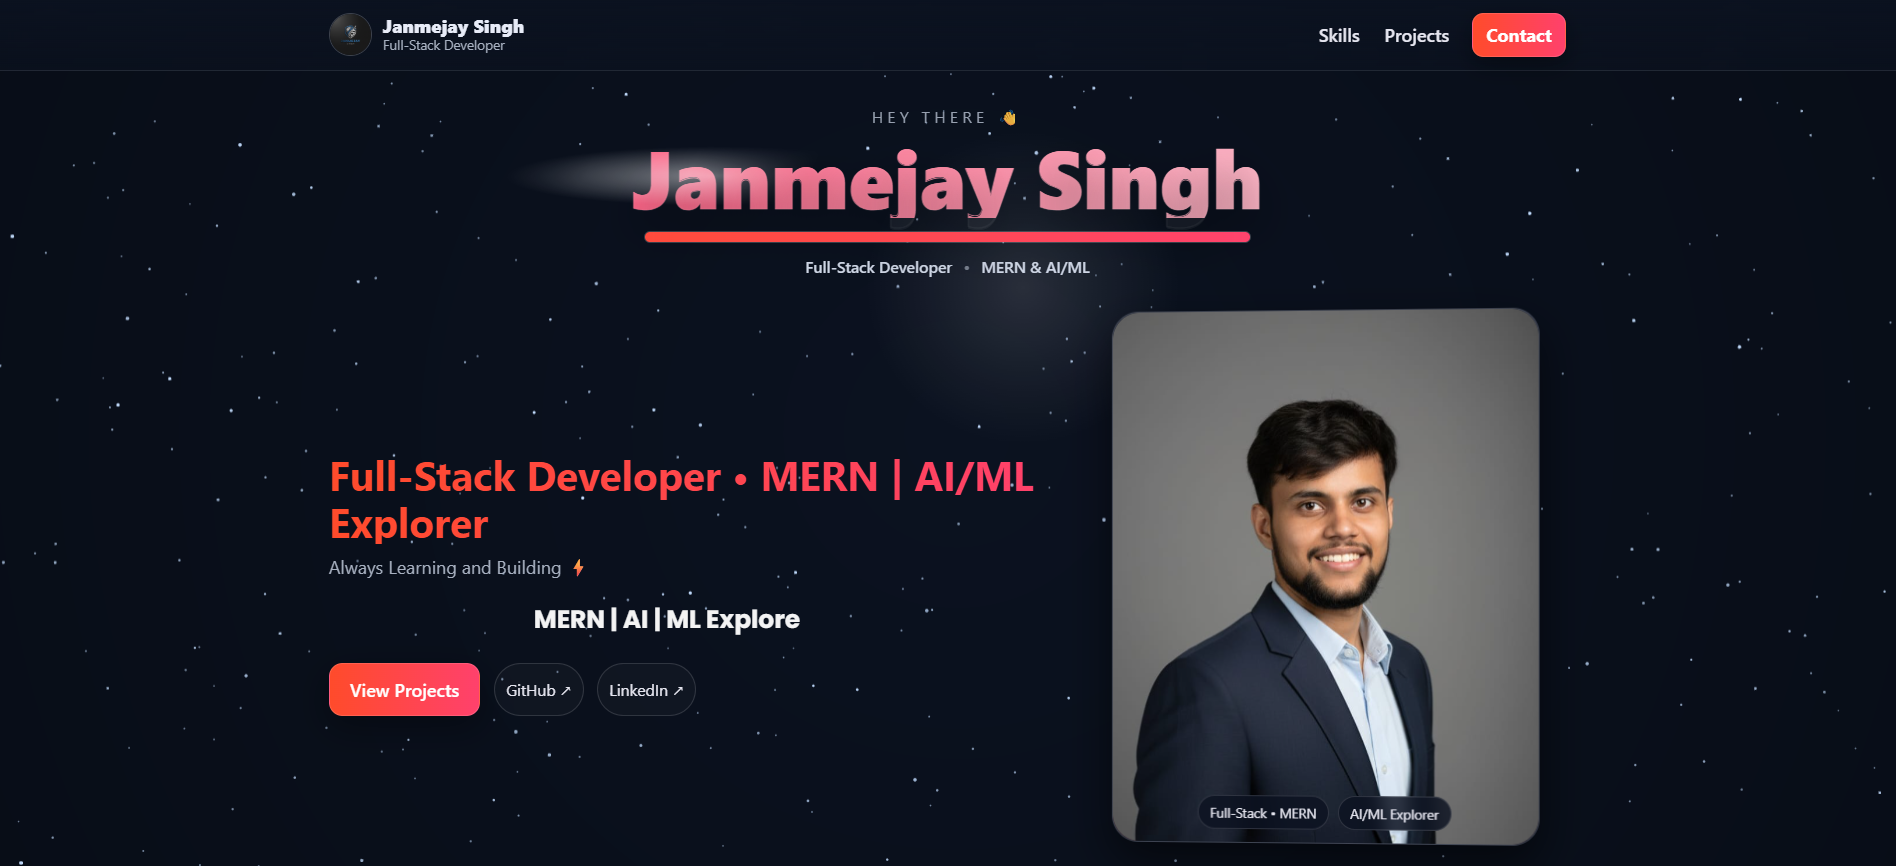 Janmejay Singh
Full-Stack Developer
Skills
Projects
Contact
HEY THERE 👋
Janmejay Singh
Full-Stack Developer • MERN & AI/ML
Full-Stack Developer • MERN | AI/ML
Explorer
Always Learning and Building ⚡
MERN | AI | ML Explore
View Projects
GitHub ↗
LinkedIn ↗
Full-Stack • MERN
AI/ML Explorer